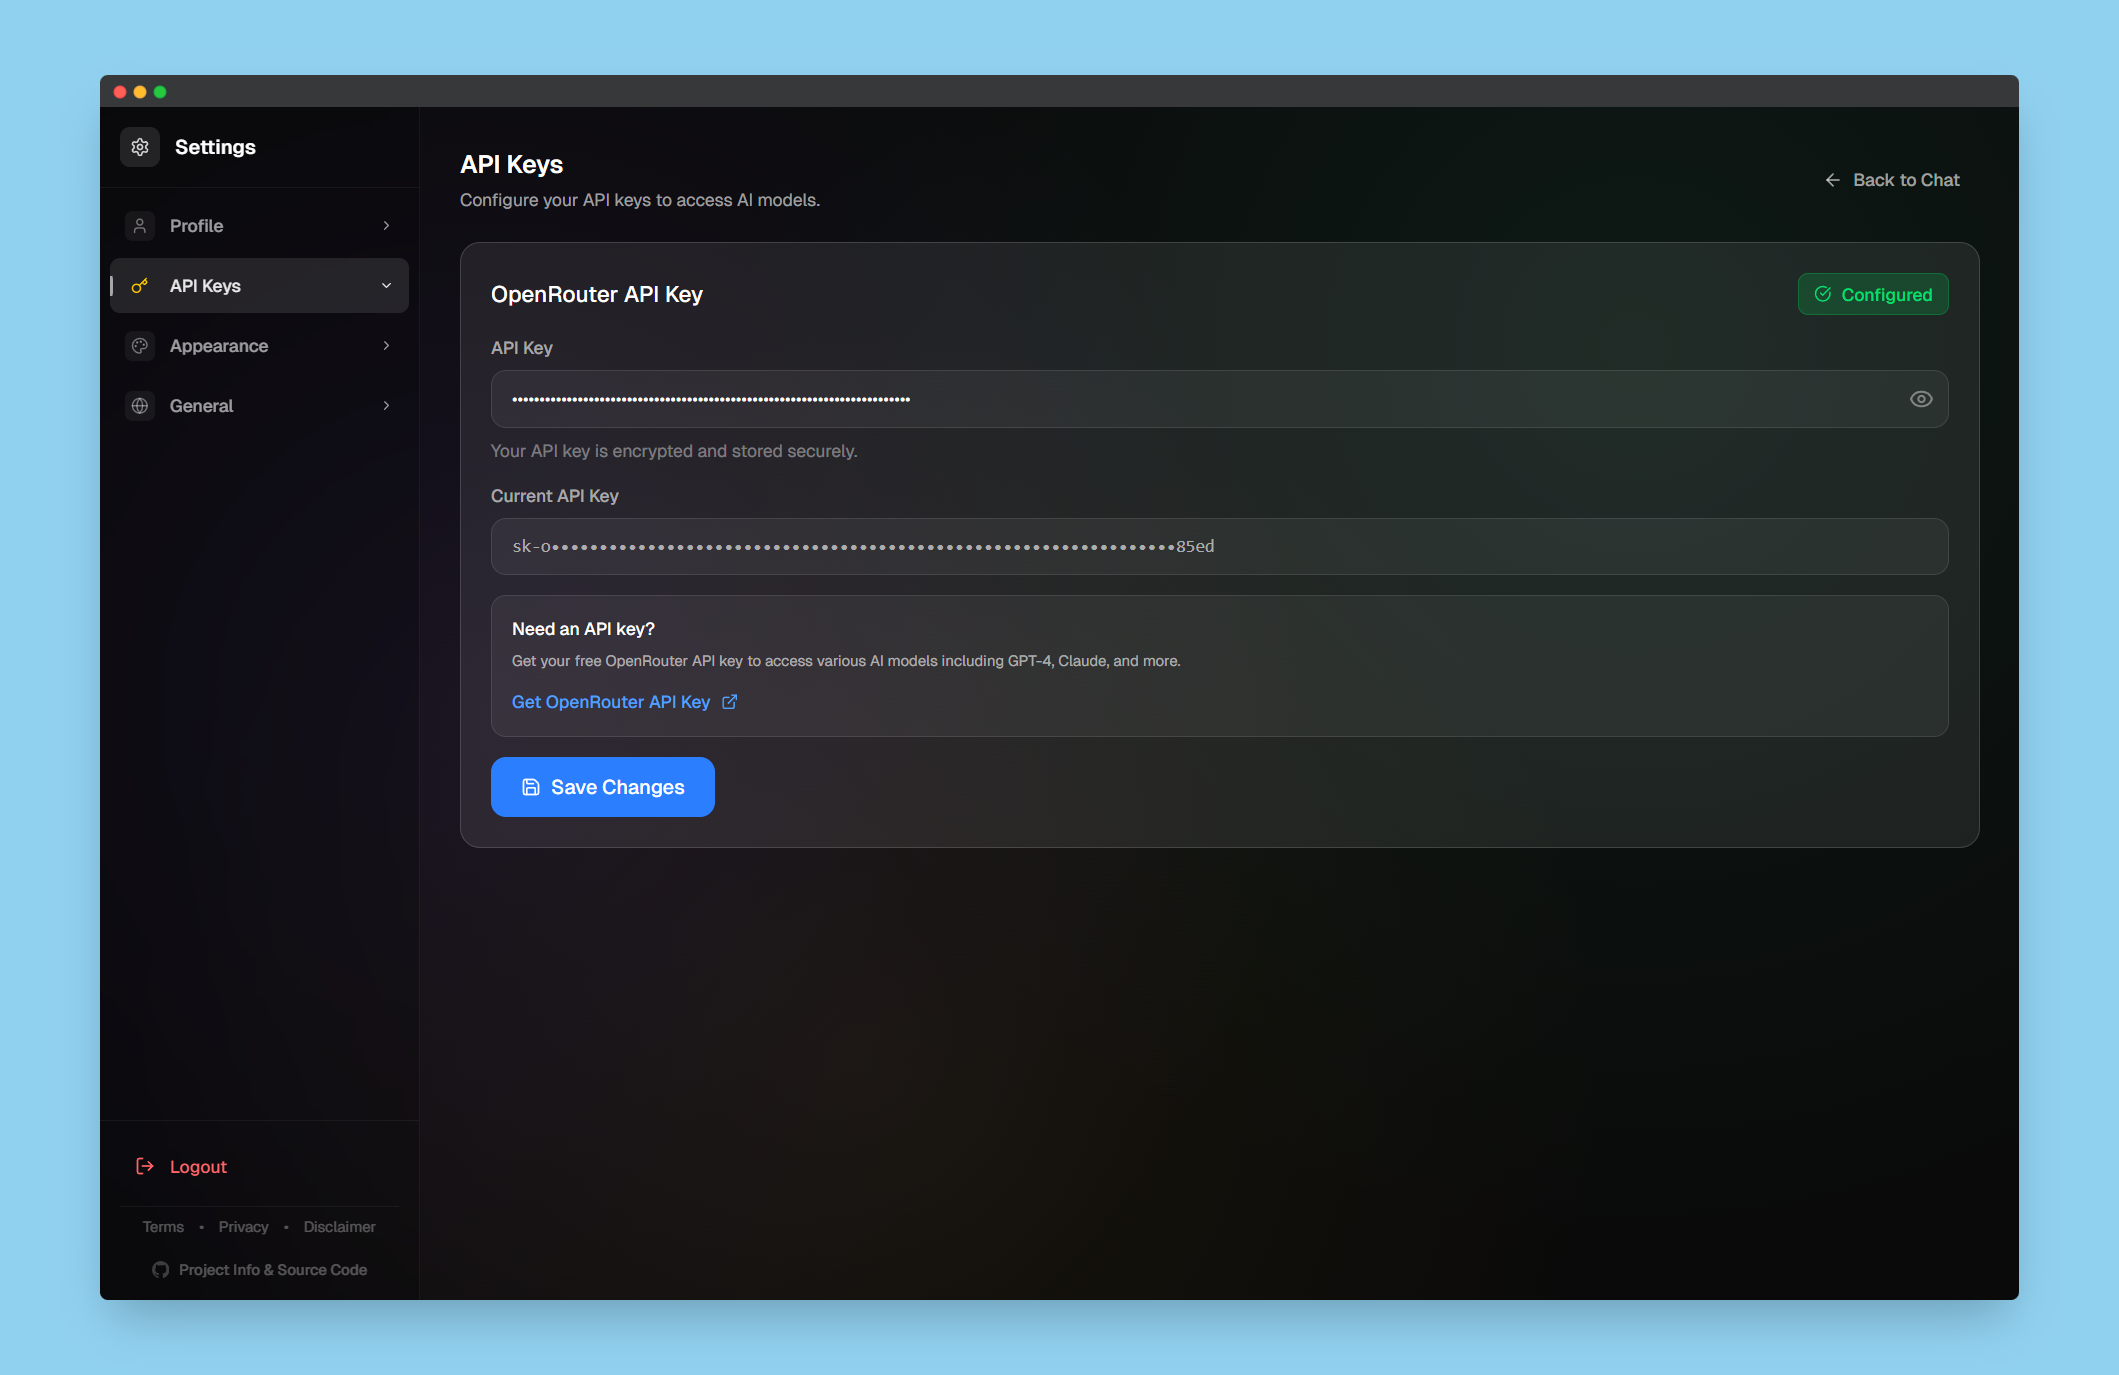 Settings
Profile
API Keys
Appearance
General
Logout
Terms • Privacy • Disclaimer
Project Info & Source Code
API Keys
Configure your API keys to access AI models.
Back to Chat
OpenRouter API Key
Configured
API Key
•••••••••••••••••••••••••••••••••••••••••••••••••••••••••••••••••••••••••
Your API key is encrypted and stored securely.
Current API Key
sk-o•••••••••••••••••••••••••••••••••••••••••••••••••••••••••••••••••85ed
Need an API key?
Get your free OpenRouter API key to access various AI models including GPT-4, Claude, and more.
Get OpenRouter API Key
Save Changes